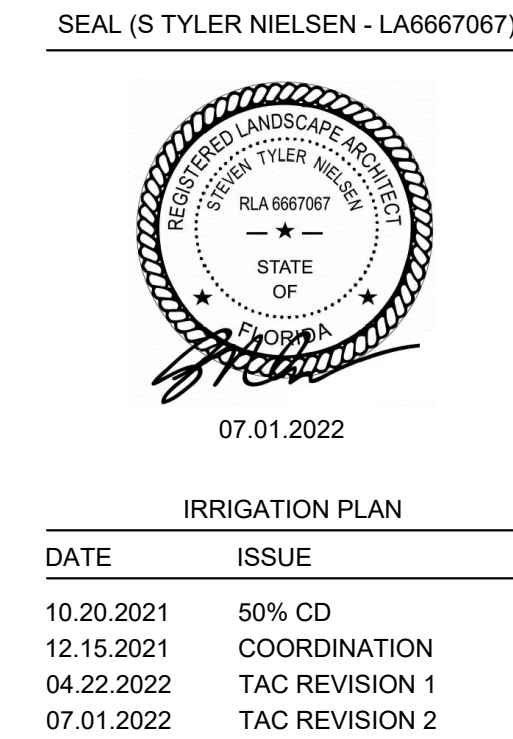 SEAL (S TYLER NIELSEN - LA6667067)
REGISTERED LANDSCAPE ARCHITECT
STEVEN TYLER NIELSEN
RLA 6667067
STATE
OF
FLORIDA
07.01.2022
IRRIGATION PLAN
DATE ISSUE
10.20.2021 50% CD
12.15.2021 COORDINATION
04.22.2022 TAC REVISION 1
07.01.2022 TAC REVISION 2